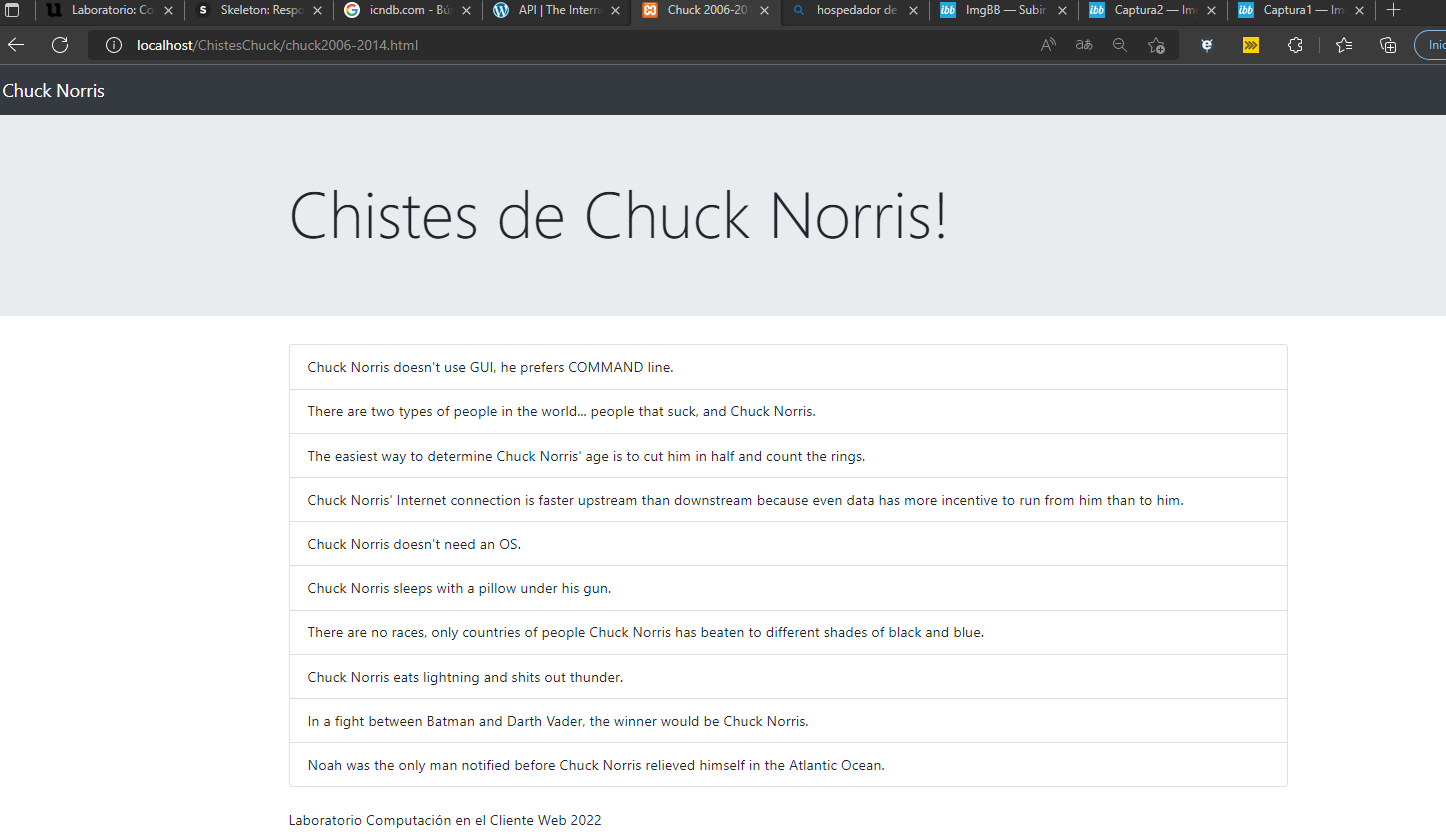 Laboratorio: Co
Skeleton: Respo
icndb.com - Bús
API | The Intern
Chuck 2006-20
hospedador de
ImgBB — Subir
Captura2 — Im
Captura1 — Im
localhost/ChistesChuck/chuck2006-2014.html
Inic
Chuck Norris
Chistes de Chuck Norris!
Chuck Norris doesn't use GUI, he prefers COMMAND line.
There are two types of people in the world... people that suck, and Chuck Norris.
The easiest way to determine Chuck Norris' age is to cut him in half and count the rings.
Chuck Norris' Internet connection is faster upstream than downstream because even data has more incentive to run from him than to him.
Chuck Norris doesn't need an OS.
Chuck Norris sleeps with a pillow under his gun.
There are no races, only countries of people Chuck Norris has beaten to different shades of black and blue.
Chuck Norris eats lightning and shits out thunder.
In a fight between Batman and Darth Vader, the winner would be Chuck Norris.
Noah was the only man notified before Chuck Norris relieved himself in the Atlantic Ocean.
Laboratorio Computación en el Cliente Web 2022